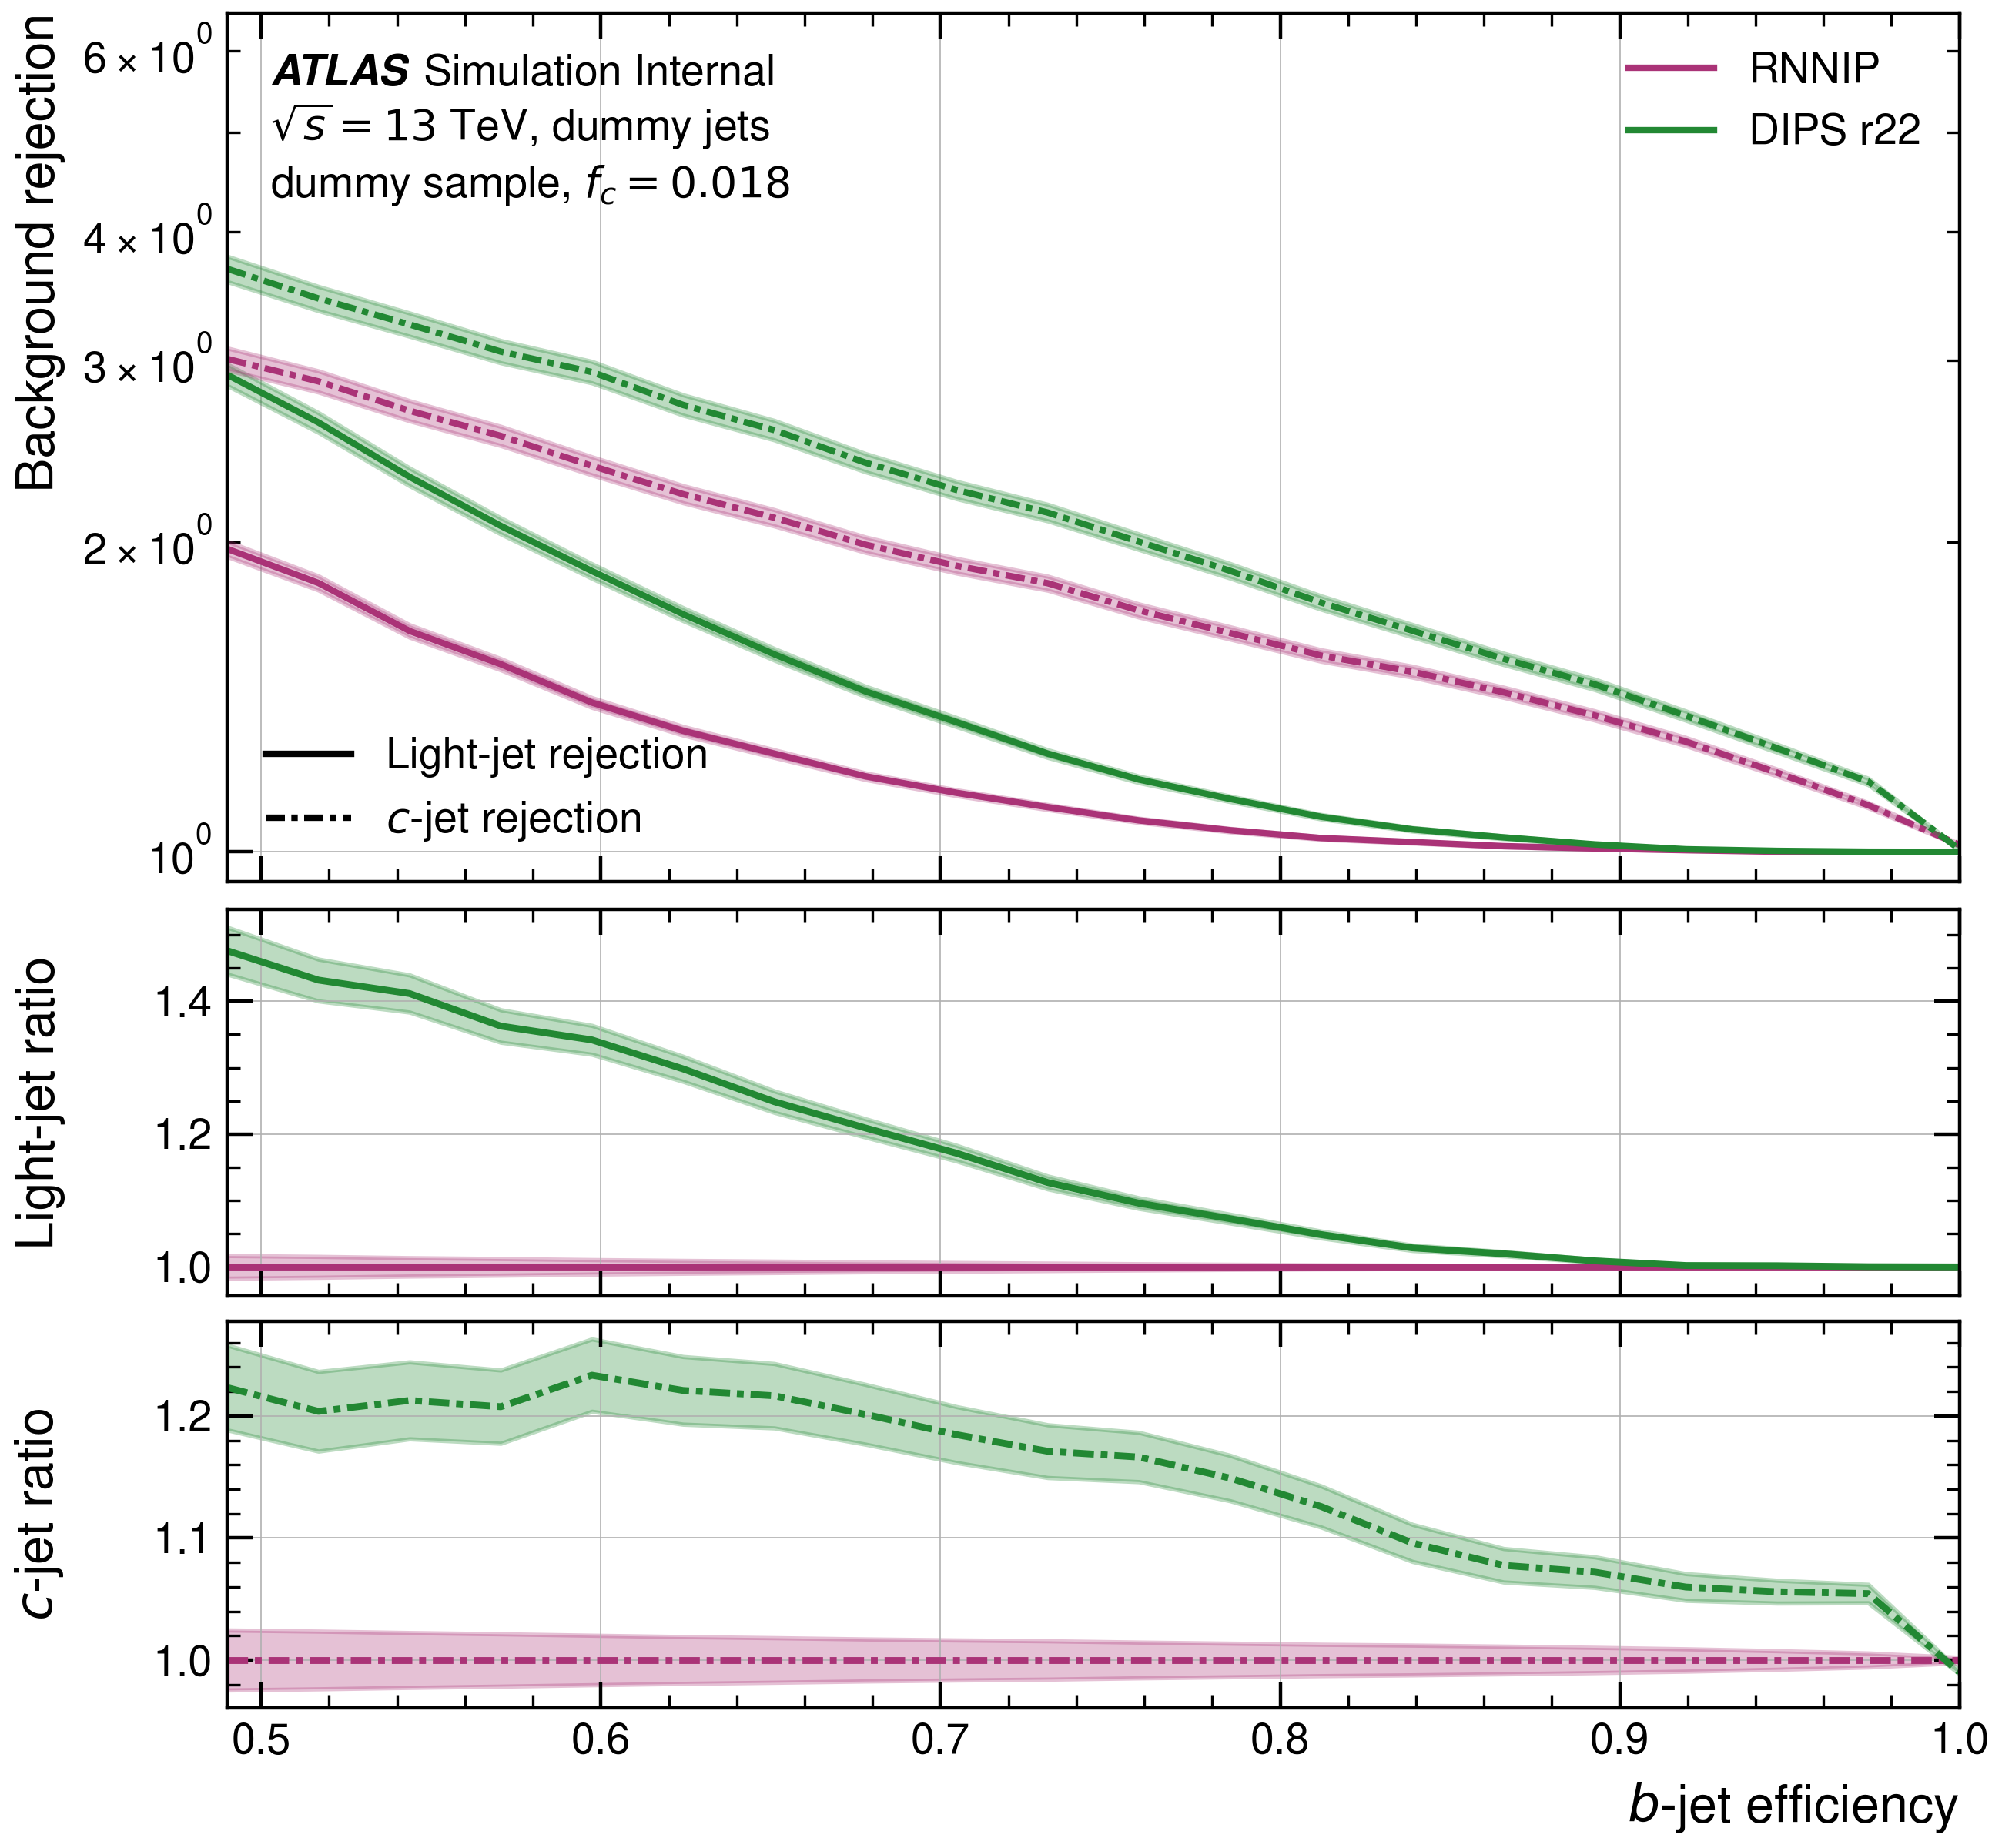 Background rejection
6 × 10⁰
4 × 10⁰
3 × 10⁰
2 × 10⁰
10⁰
ATLAS Simulation Internal
√s = 13 TeV, dummy jets
dummy sample, f_c = 0.018
RNNIP
DIPS r22
Light-jet rejection
c-jet rejection
Light-jet ratio
1.4
1.2
1.0
c-jet ratio
1.2
1.1
1.0
0.5 0.6 0.7 0.8 0.9 1.0
b-jet efficiency